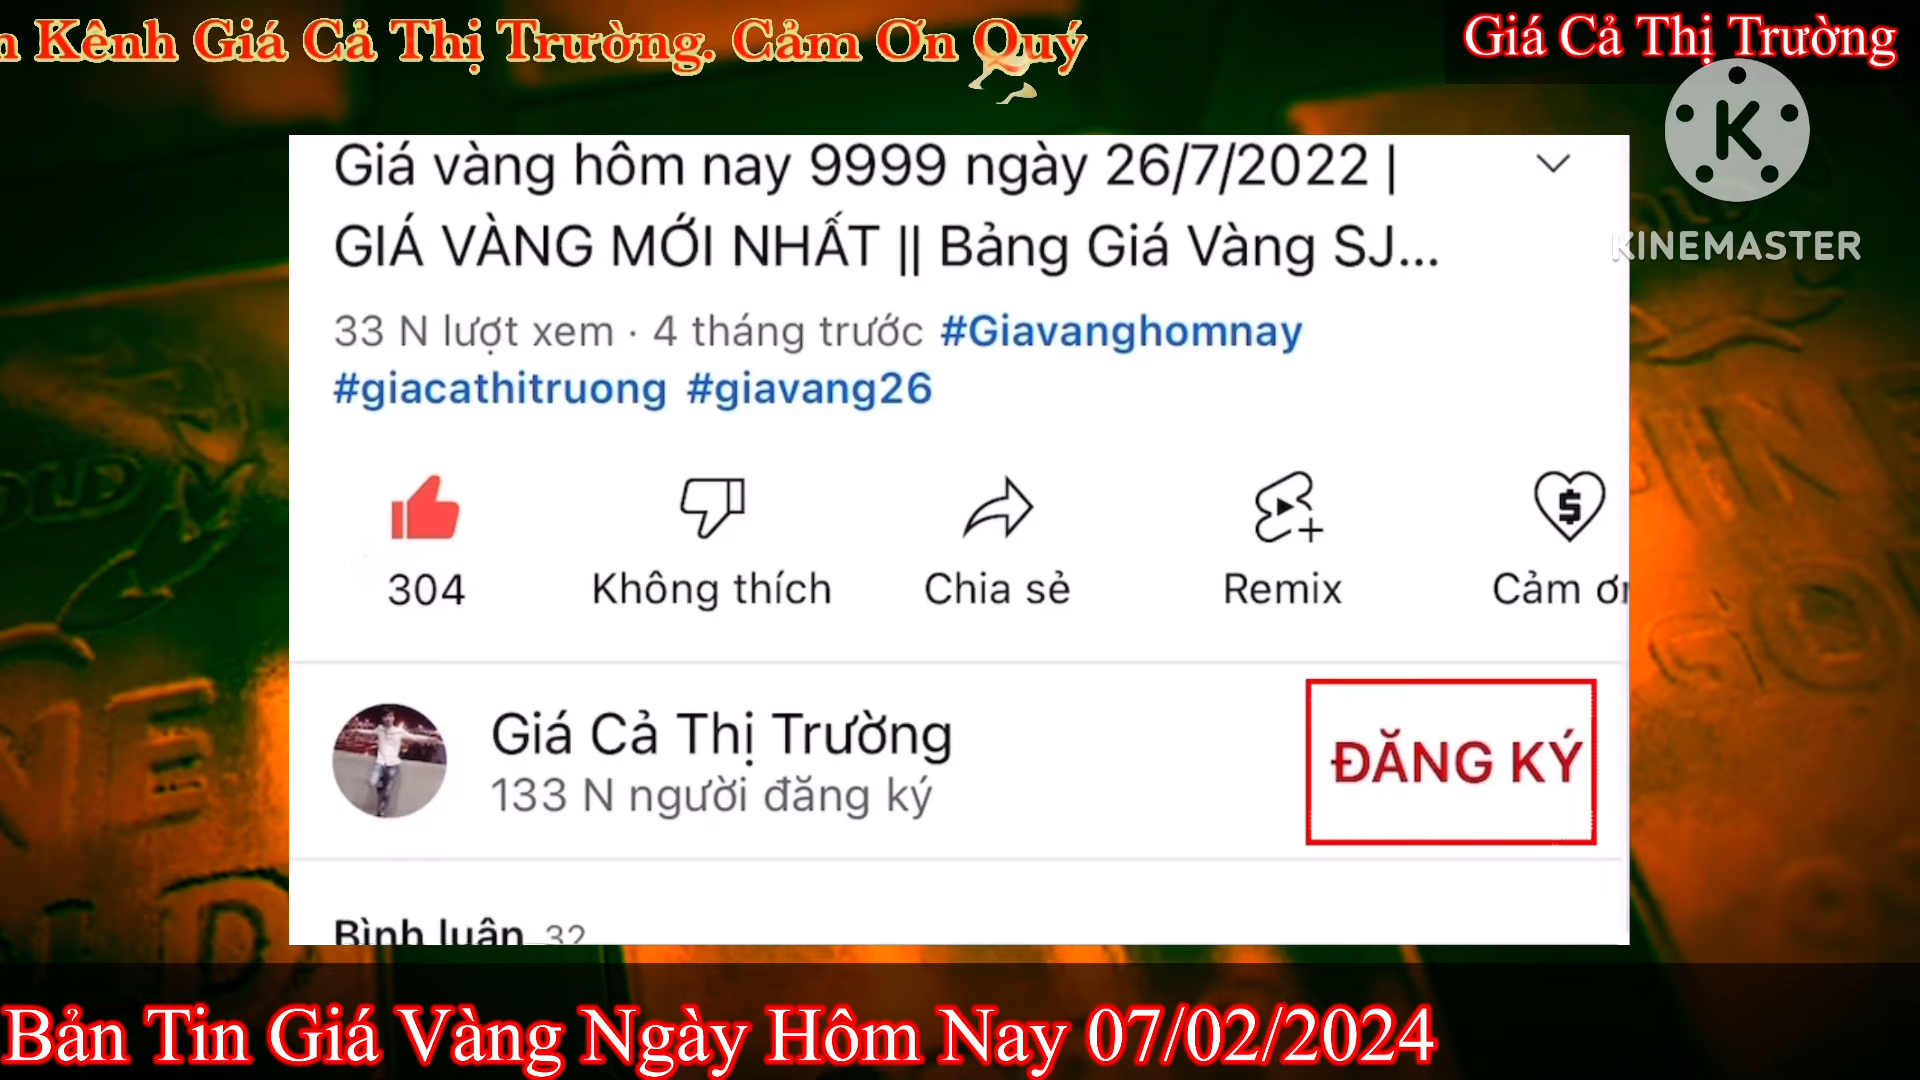 Kênh Giá Cả Thị Trường. Cảm Ơn Quý
Giá Cả Thị Trường
K
KINEMASTER
Giá vàng hôm nay 9999 ngày 26/7/2022 |
GIÁ VÀNG MỚI NHẤT || Bảng Giá Vàng SJ...
33 N lượt xem · 4 tháng trước #Giavanghomnay
#giacathitruong #giavang26
304
Không thích
Chia sẻ
Remix
Cảm ơn
Giá Cả Thị Trường
133 N người đăng ký
ĐĂNG KÝ
Bình luận 32
Bản Tin Giá Vàng Ngày Hôm Nay 07/02/2024